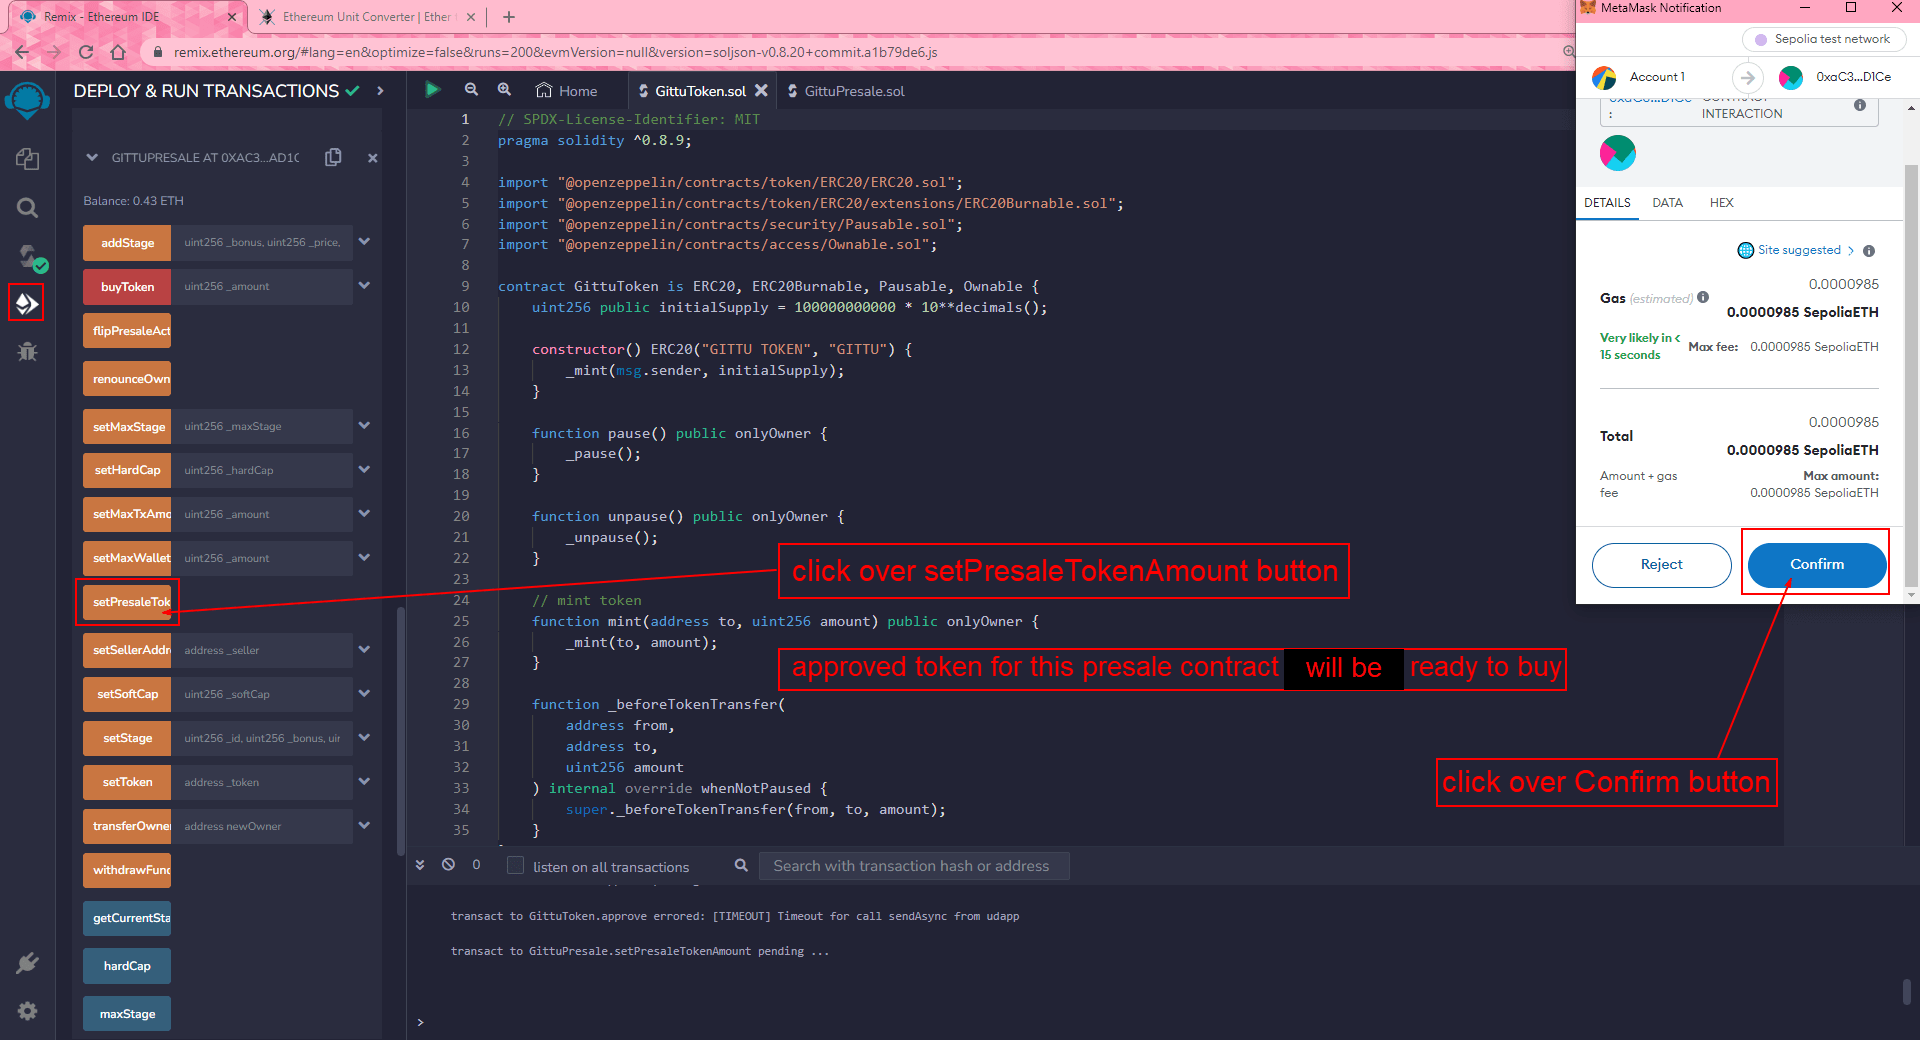 Remix - Ethereum IDE
Ethereum Unit Converter | Ether
remix.ethereum.org/#lang=en&optimize=false&runs=200&evmVersion=null&version=soljson-v0.8.20+commit.a1b79de6.js
DEPLOY & RUN TRANSACTIONS
GITTUPRESALE AT 0XAC3...AD1C
Balance: 0.43 ETH
addStage uint256 _bonus, uint256 _price,
buyToken uint256 _amount
flipPresaleAct
renounceOwn
setMaxStage uint256 _maxStage
setHardCap uint256 _hardCap
setMaxTxAmo uint256 _amount
setMaxWallet uint256 _amount
setPresaleTok
setSellerAddr address _seller
setSoftCap uint256 _softCap
setStage uint256 _id, uint256 _bonus, uir
setToken address _token
transferOwner address newOwner
withdrawFund
getCurrentSta
hardCap
maxStage
Home
GittuToken.sol
GittuPresale.sol
1 // SPDX-License-Identifier: MIT
2 pragma solidity ^0.8.9;
3
4 import "@openzeppelin/contracts/token/ERC20/ERC20.sol";
5 import "@openzeppelin/contracts/token/ERC20/extensions/ERC20Burnable.sol";
6 import "@openzeppelin/contracts/security/Pausable.sol";
7 import "@openzeppelin/contracts/access/Ownable.sol";
8
9 contract GittuToken is ERC20, ERC20Burnable, Pausable, Ownable {
10 uint256 public initialSupply = 100000000000 * 10**decimals();
11
12 constructor() ERC20("GITTU TOKEN", "GITTU") {
13 _mint(msg.sender, initialSupply);
14 }
15
16 function pause() public onlyOwner {
17 _pause();
18 }
19
20 function unpause() public onlyOwner {
21 _unpause();
22 }
23
24 // mint token
25 function mint(address to, uint256 amount) public onlyOwner {
26 _mint(to, amount);
27 }
28
29 function _beforeTokenTransfer(
30 address from,
31 address to,
32 uint256 amount
33 ) internal override whenNotPaused {
34 super._beforeTokenTransfer(from, to, amount);
35 }
click over setPresaleTokenAmount button
approved token for this presale contract will be ready to buy
click over Confirm button
0 listen on all transactions
Search with transaction hash or address
transact to GittuToken.approve errored: [TIMEOUT] Timeout for call sendAsync from udapp
transact to GittuPresale.setPresaleTokenAmount pending ...
>
MetaMask Notification
Sepolia test network
Account 1
0xaC3...D1Ce
:
INTERACTION
DETAILS DATA HEX
Site suggested >
0.0000985
Gas (estimated)
0.0000985 SepoliaETH
Very likely in < 15 seconds
Max fee: 0.0000985 SepoliaETH
0.0000985
Total
0.0000985 SepoliaETH
Amount + gas fee
Max amount:
0.0000985 SepoliaETH
Reject
Confirm